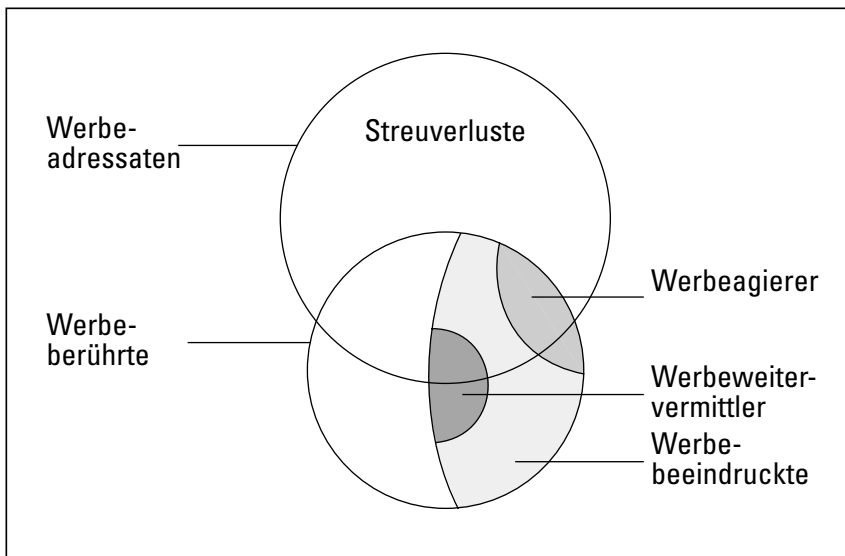 Werbe-
adressaten
Streuverluste
Werbe-
berührte
Werbeagierer
Werbeweiter-
vermittler
Werbe-
beeindruckte